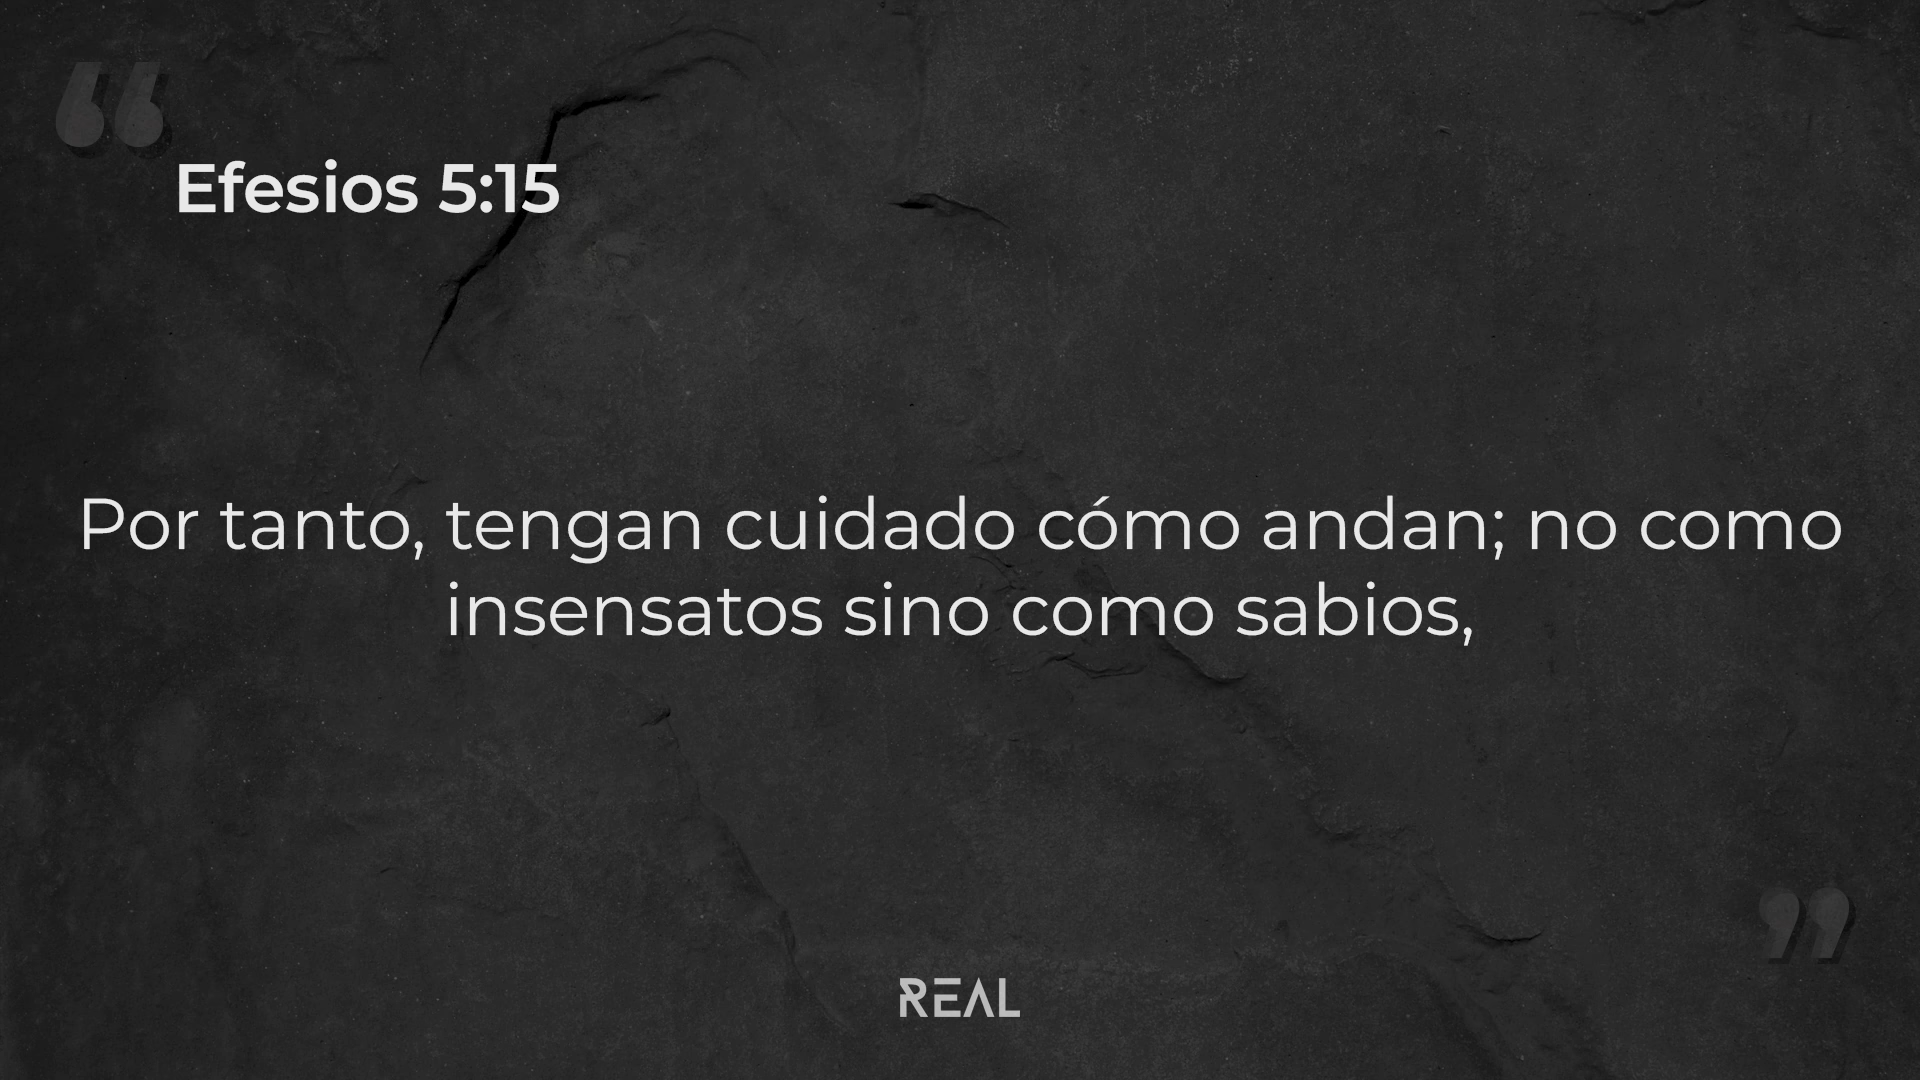 “
Efesios 5:15
Por tanto, tengan cuidado cómo andan; no como
insensatos sino como sabios,
”
REAL